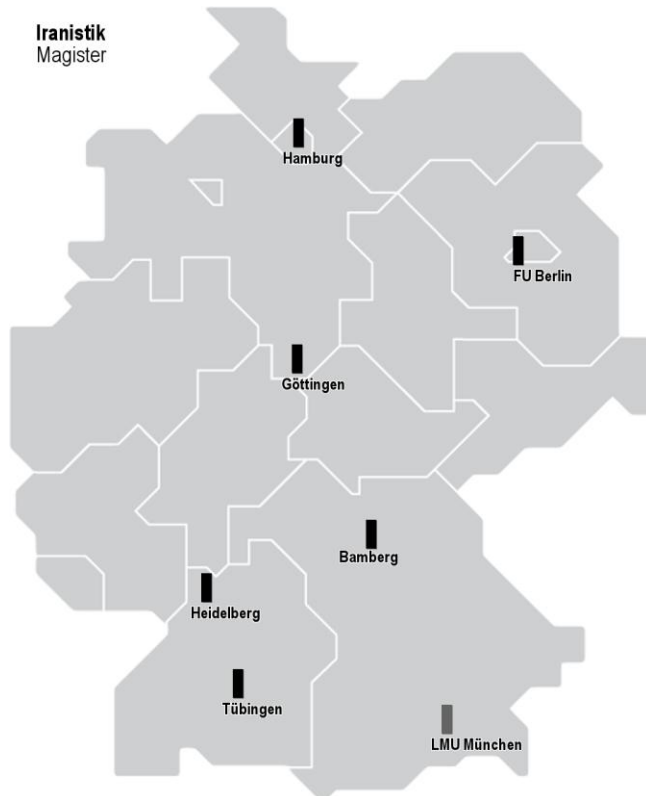 Iranistik
Magister
Hamburg
FU Berlin
Göttingen
Bamberg
Heidelberg
Tübingen
LMU München